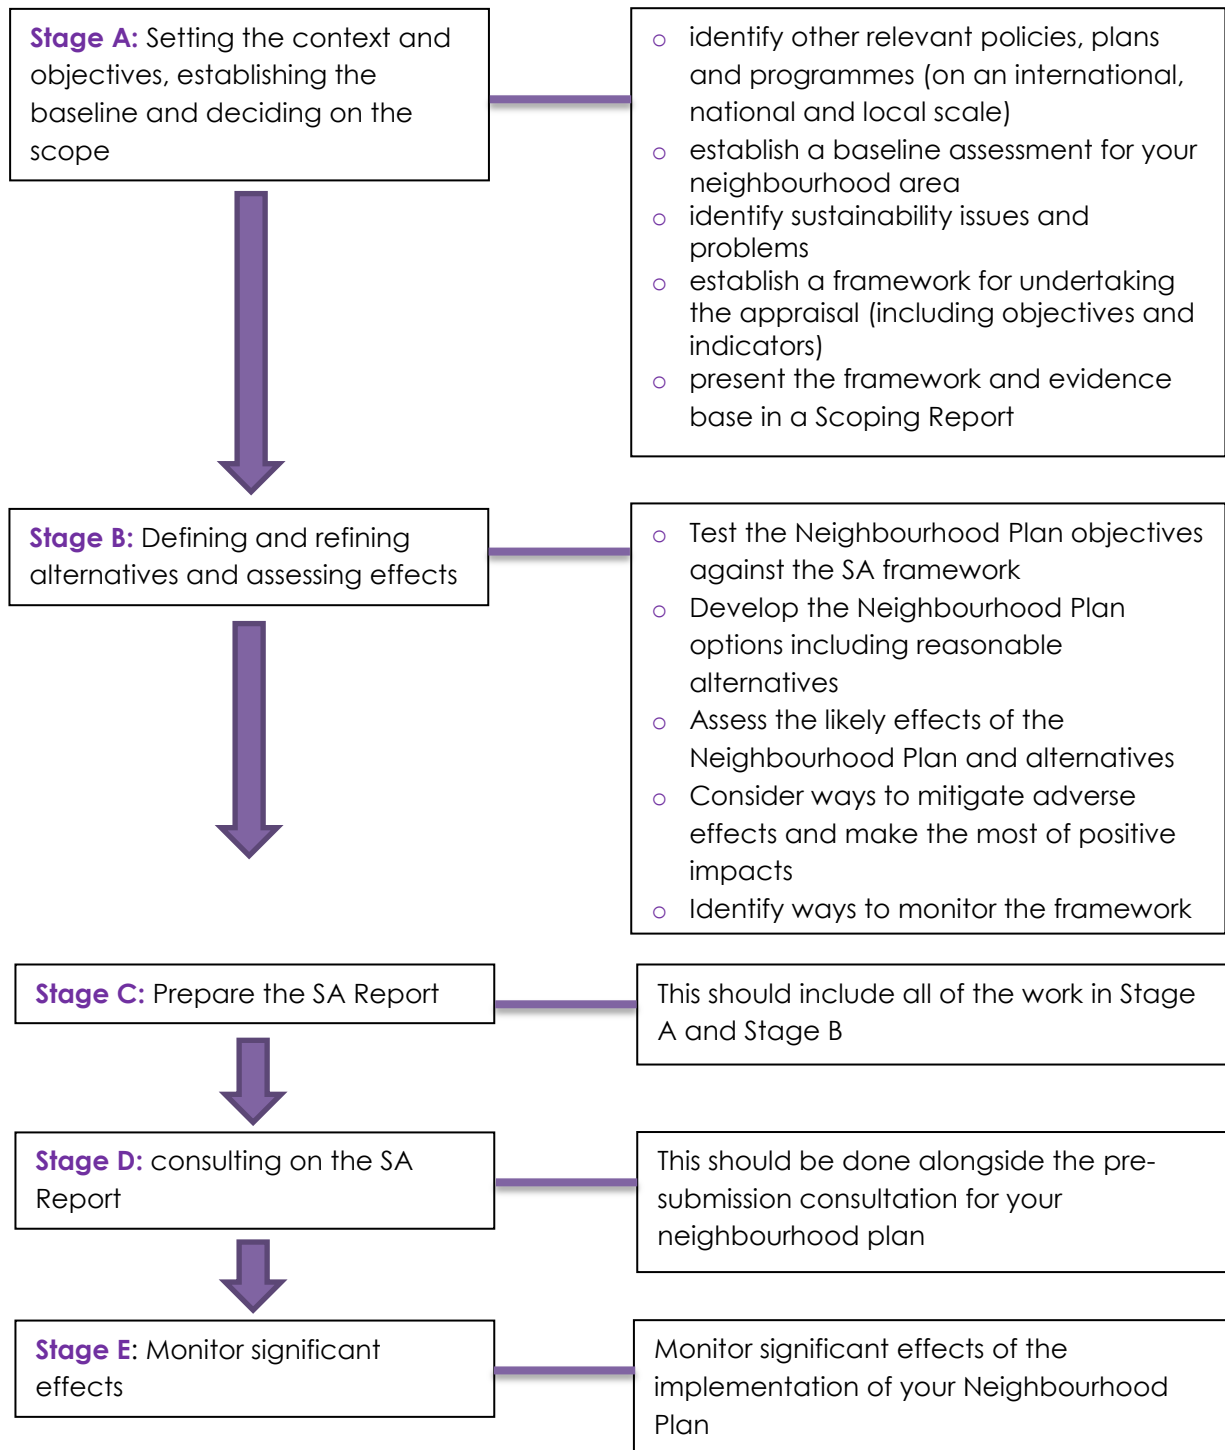 Stage A: Setting the context and
objectives, establishing the
baseline and deciding on the
scope
o identify other relevant policies, plans
and programmes (on an international,
national and local scale)
o establish a baseline assessment for your
neighbourhood area
o identify sustainability issues and
problems
o establish a framework for undertaking
the appraisal (including objectives and
indicators)
o present the framework and evidence
base in a Scoping Report
Stage B: Defining and refining
alternatives and assessing effects
o Test the Neighbourhood Plan objectives
against the SA framework
o Develop the Neighbourhood Plan
options including reasonable
alternatives
o Assess the likely effects of the
Neighbourhood Plan and alternatives
o Consider ways to mitigate adverse
effects and make the most of positive
impacts
o Identify ways to monitor the framework
Stage C: Prepare the SA Report
This should include all of the work in Stage
A and Stage B
Stage D: consulting on the SA
Report
This should be done alongside the pre-
submission consultation for your
neighbourhood plan
Stage E: Monitor significant
effects
Monitor significant effects of the
implementation of your Neighbourhood
Plan